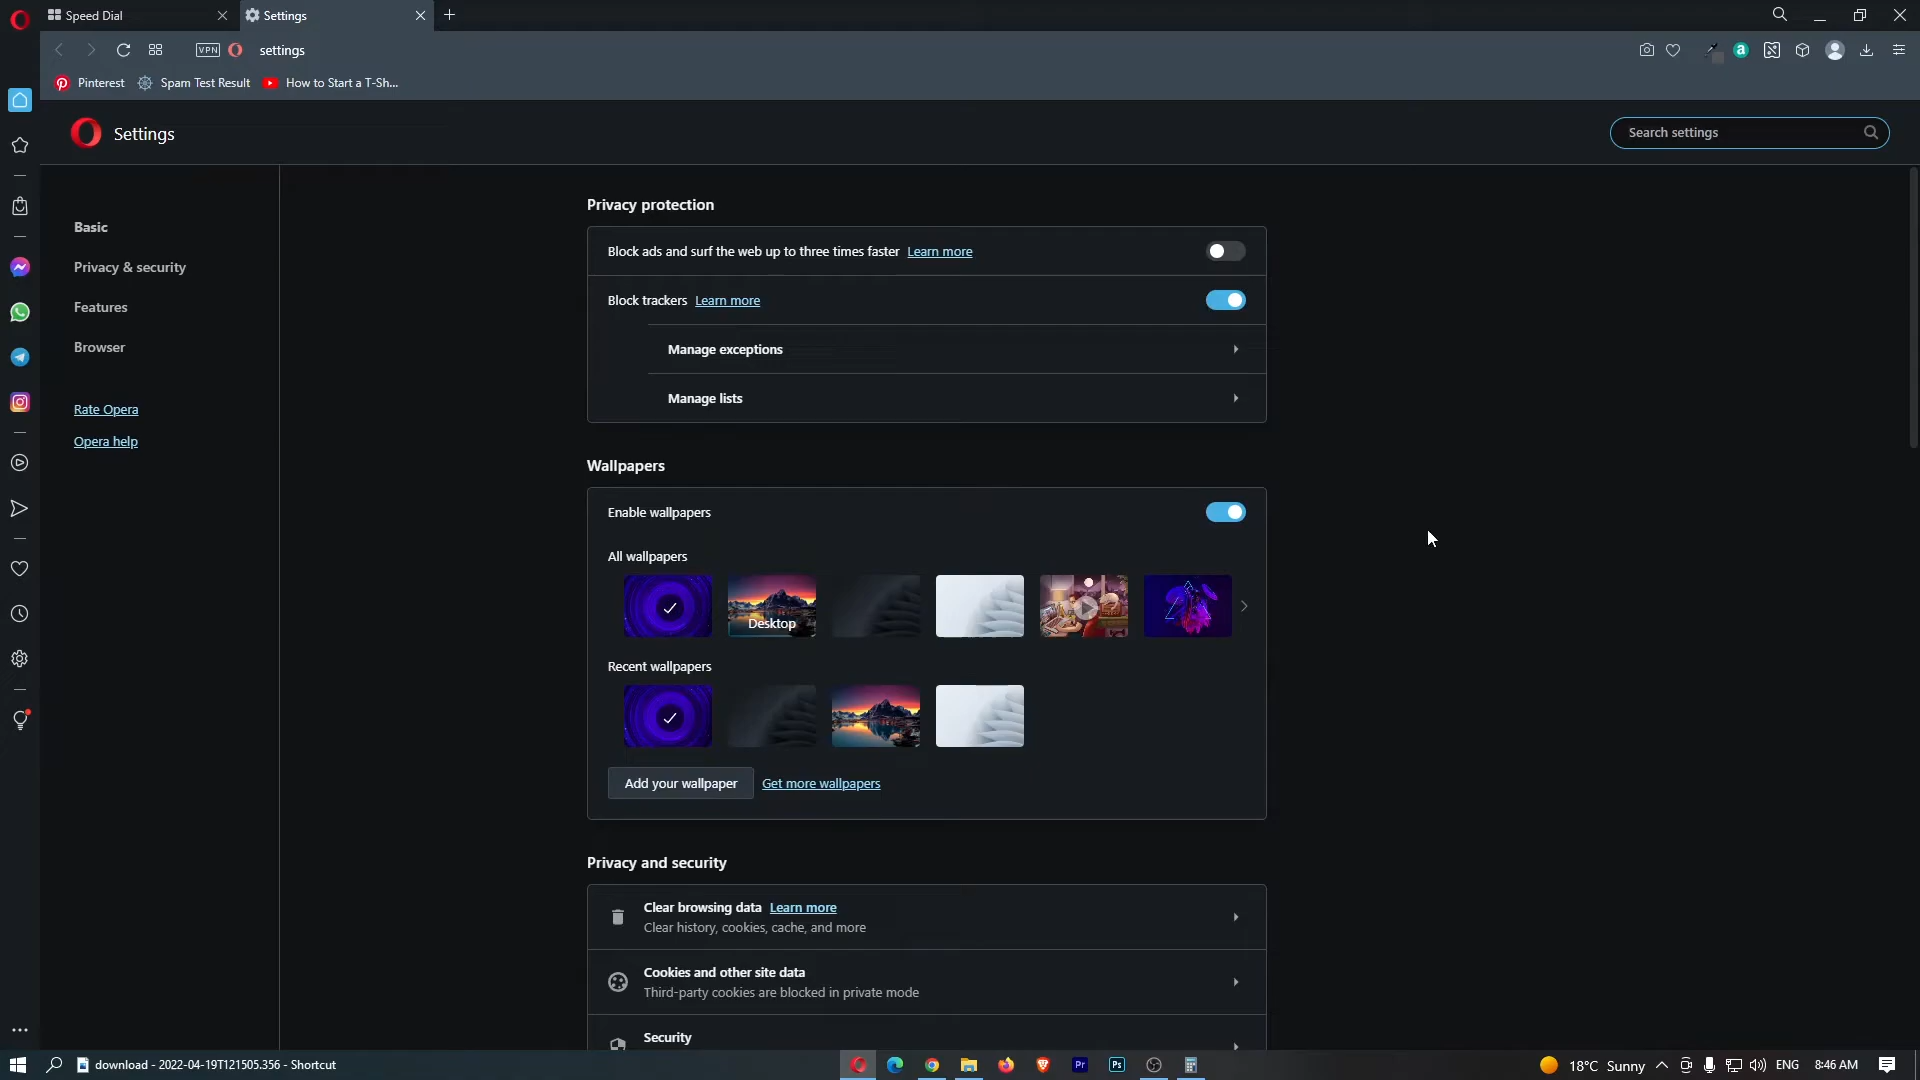 Speed Dial
Settings
VPN
settings
Pinterest
Spam Test Result
How to Start a T-Sh...
Settings
Search settings
Basic
Privacy & security
Features
Browser
Rate Opera
Opera help
Privacy protection
Block ads and surf the web up to three times faster Learn more
Block trackers Learn more
Manage exceptions
Manage lists
Wallpapers
Enable wallpapers
All wallpapers
Desktop
Recent wallpapers
Add your wallpaper
Get more wallpapers
Privacy and security
Clear browsing data Learn more
Clear history, cookies, cache, and more
Cookies and other site data
Third-party cookies are blocked in private mode
Security
download - 2022-04-19T121505.356 - Shortcut
Pr
Ps
18°C Sunny
ENG
8:46 AM